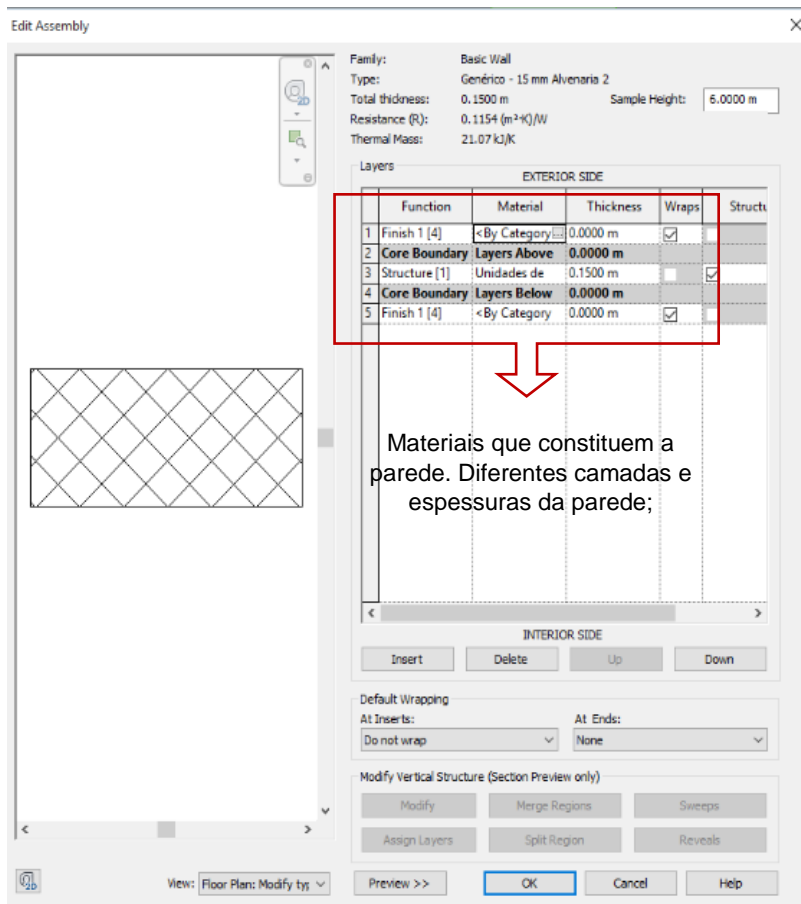 Edit Assembly
Family: Basic Wall
Type: Genérico - 15 mm Alvenaria 2
Total thickness: 0.1500 m Sample Height: 6.0000 m
Resistance (R): 0.1154 (m²·K)/W
Thermal Mass: 21.07 kJ/K
Layers
EXTERIOR SIDE
Function Material Thickness Wraps Structu
1 Finish 1 [4] <By Category 0.0000 m
2 Core Boundary Layers Above 0.0000 m
3 Structure [1] Unidades de 0.1500 m
4 Core Boundary Layers Below 0.0000 m
5 Finish 1 [4] <By Category 0.0000 m
Materiais que constituem a
parede. Diferentes camadas e
espessuras da parede;
INTERIOR SIDE
Insert Delete Up Down
Default Wrapping
At Inserts: At Ends:
Do not wrap None
Modify Vertical Structure (Section Preview only)
Modify Merge Regions Sweeps
Assign Layers Split Region Reveals
View: Floor Plan: Modify typ Preview >> OK Cancel Help